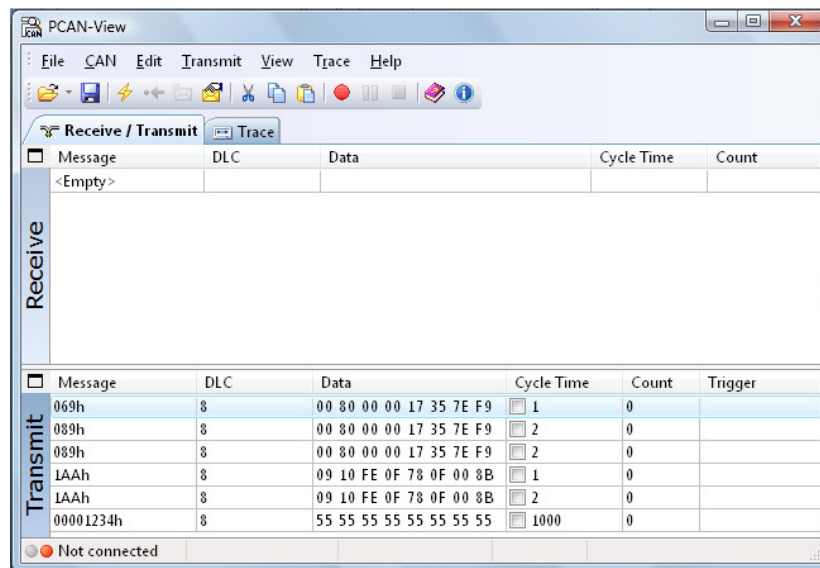 PCAN-View
File CAN Edit Transmit View Trace Help
Receive / Transmit Trace
Message DLC Data Cycle Time Count
<Empty>
Receive
Message DLC Data Cycle Time Count Trigger
069h 8 00 80 00 00 17 35 7E F9 1 0
089h 8 00 80 00 00 17 35 7E F9 2 0
089h 8 00 80 00 00 17 35 7E F9 2 0
1AAh 8 09 10 FE 0F 78 0F 00 8B 1 0
1AAh 8 09 10 FE 0F 78 0F 00 8B 2 0
00001234h 8 55 55 55 55 55 55 55 55 1000 0
Transmit
Not connected